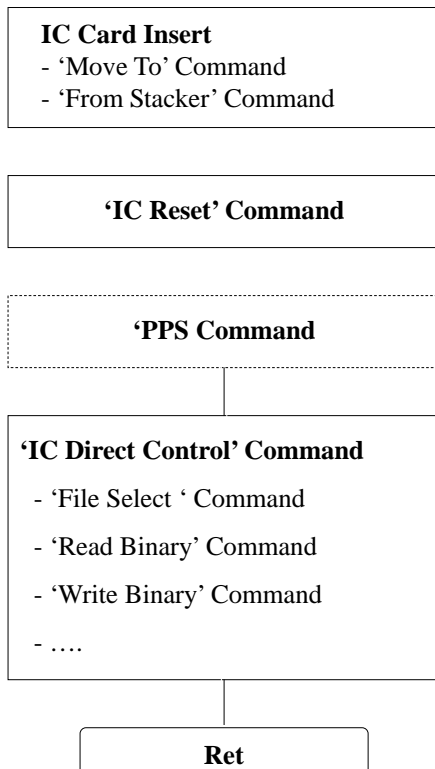 IC Card Insert
- ‘Move To’ Command
- ‘From Stacker’ Command
‘IC Reset’ Command
‘PPS Command
‘IC Direct Control’ Command
- ‘File Select ‘ Command
- ‘Read Binary’ Command
- ‘Write Binary’ Command
- ….
Ret